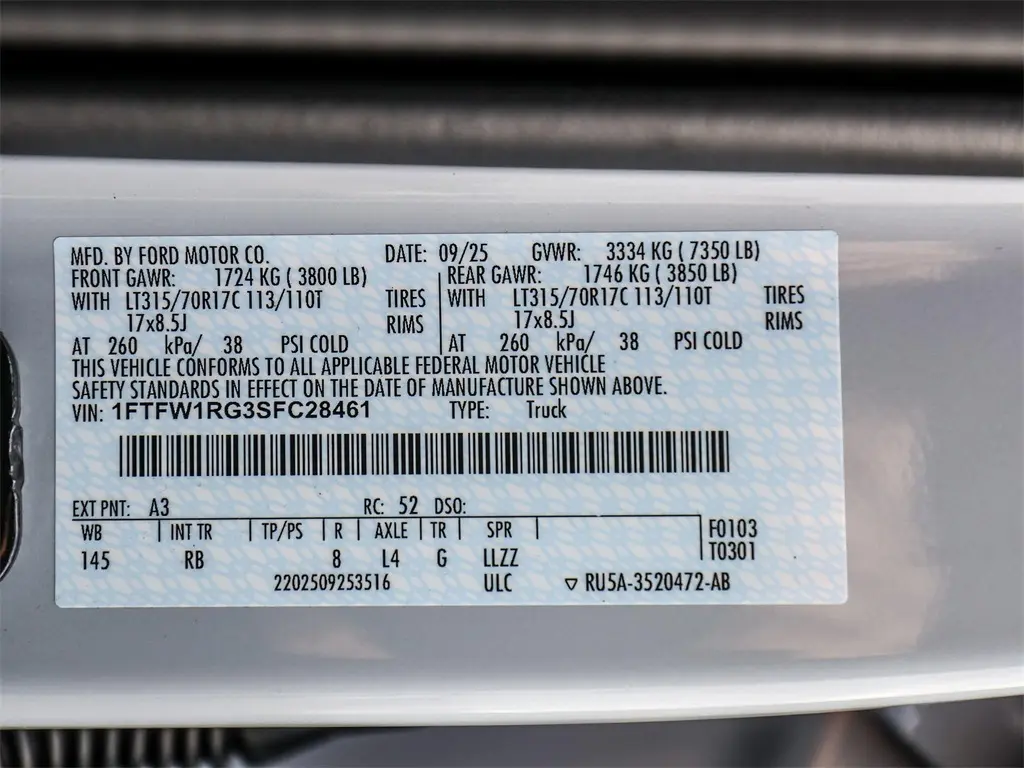 MFD. BY FORD MOTOR CO. DATE: 09/25 GVWR: 3334 KG ( 7350 LB)
FRONT GAWR: 1724 KG ( 3800 LB) REAR GAWR: 1746 KG ( 3850 LB)
WITH LT315/70R17C 113/110T TIRES WITH LT315/70R17C 113/110T TIRES
17x8.5J RIMS 17x8.5J RIMS
AT 260 kPa/ 38 PSI COLD AT 260 kPa/ 38 PSI COLD
THIS VEHICLE CONFORMS TO ALL APPLICABLE FEDERAL MOTOR VEHICLE
SAFETY STANDARDS IN EFFECT ON THE DATE OF MANUFACTURE SHOWN ABOVE.
VIN: 1FTFW1RG3SFC28461 TYPE: Truck
EXT PNT: A3 RC: 52 DSO:
WB INT TR TP/PS R AXLE TR SPR F0103
145 RB 8 L4 G LLZZ T0301
2202509253516 ULC ▽ RU5A-3520472-AB